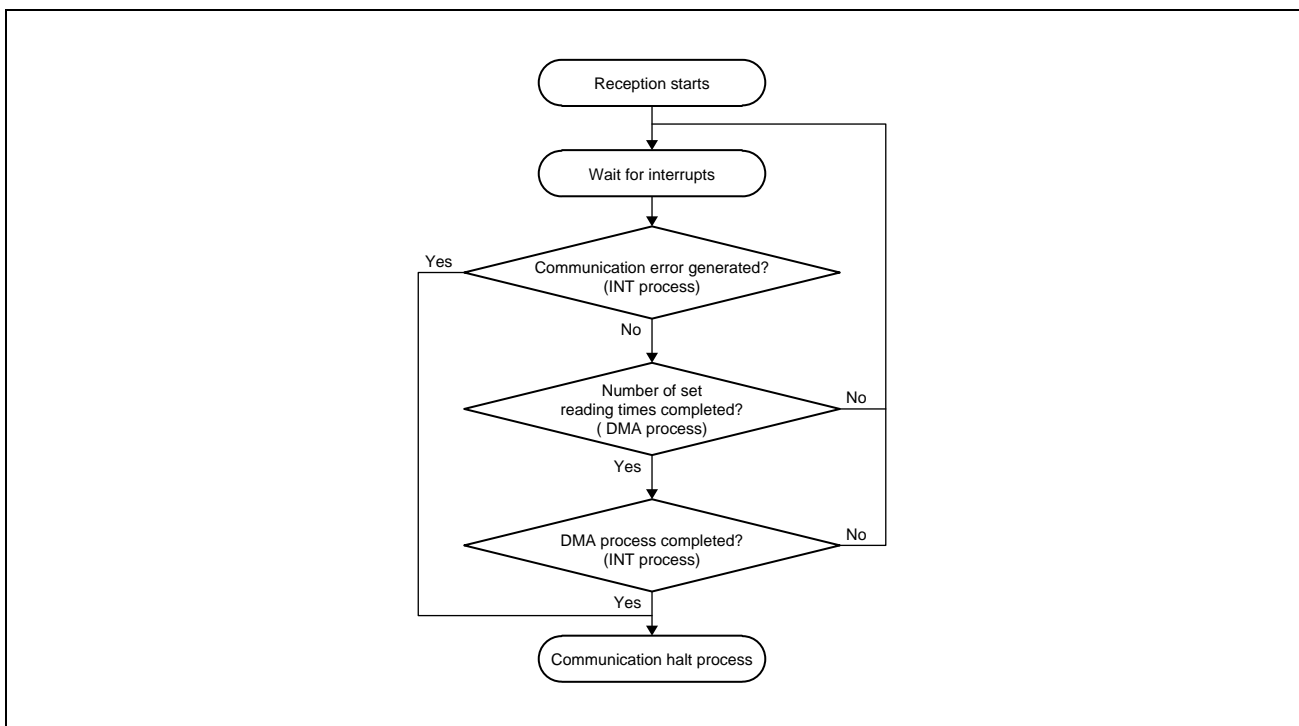 Reception starts
Wait for interrupts
Yes
Communication error generated?
(INT process)
No
Number of set
reading times completed?
( DMA process)
No
Yes
DMA process completed?
(INT process)
No
Yes
Communication halt process